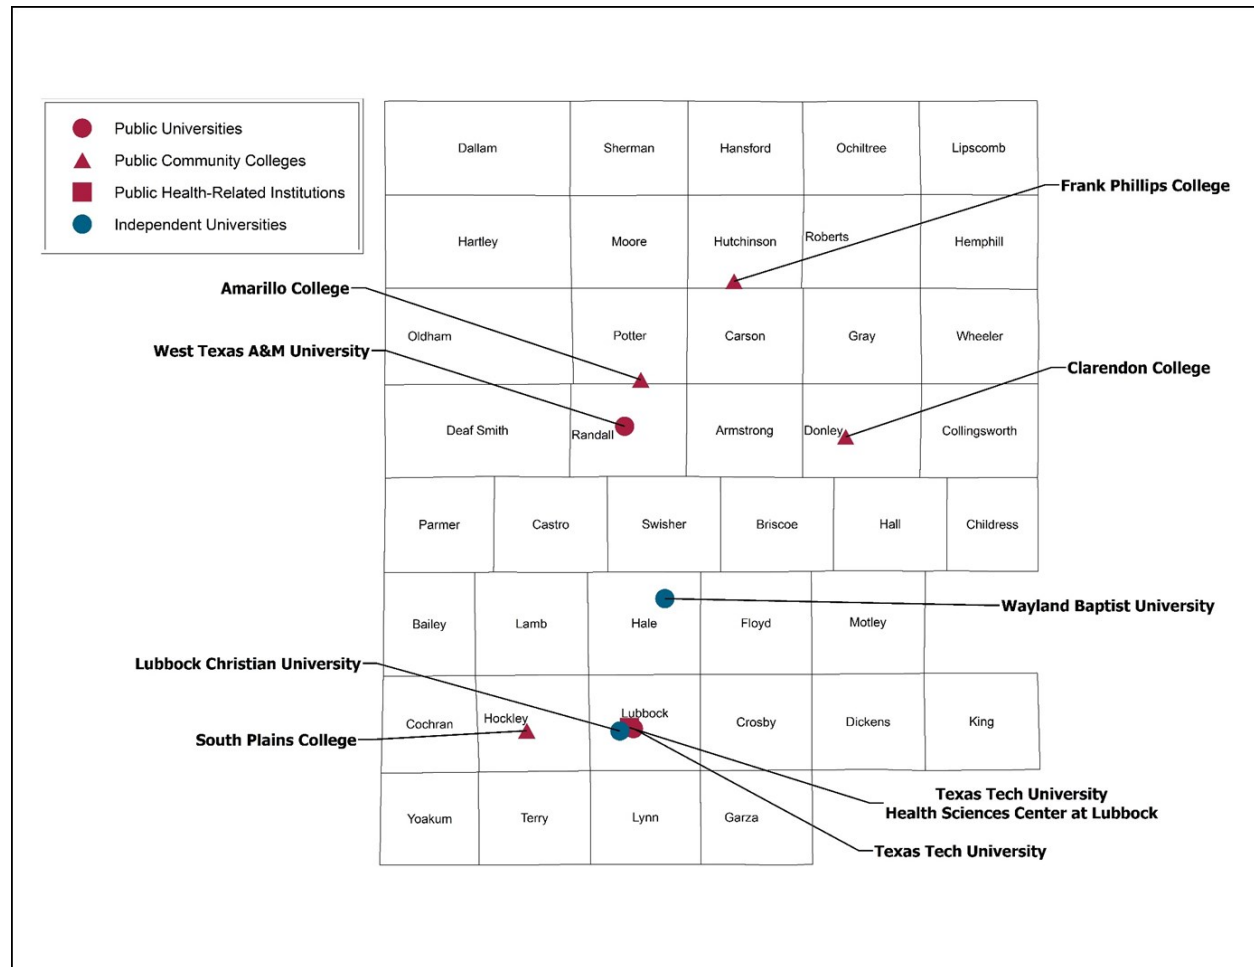 Public Universities
Public Community Colleges
Public Health-Related Institutions
Independent Universities
Dallam
Sherman
Hansford
Ochiltree
Lipscomb
Frank Phillips College
Hartley
Moore
Hutchinson
Roberts
Hemphill
Amarillo College
Oldham
Potter
Carson
Gray
Wheeler
West Texas A&M University
Clarendon College
Deaf Smith
Randall
Armstrong
Donley
Collingsworth
Parmer
Castro
Swisher
Briscoe
Hall
Childress
Wayland Baptist University
Bailey
Lamb
Hale
Floyd
Motley
Lubbock Christian University
Cochran
Hockley
Lubbock
Crosby
Dickens
King
South Plains College
Texas Tech University
Health Sciences Center at Lubbock
Yoakum
Terry
Lynn
Garza
Texas Tech University